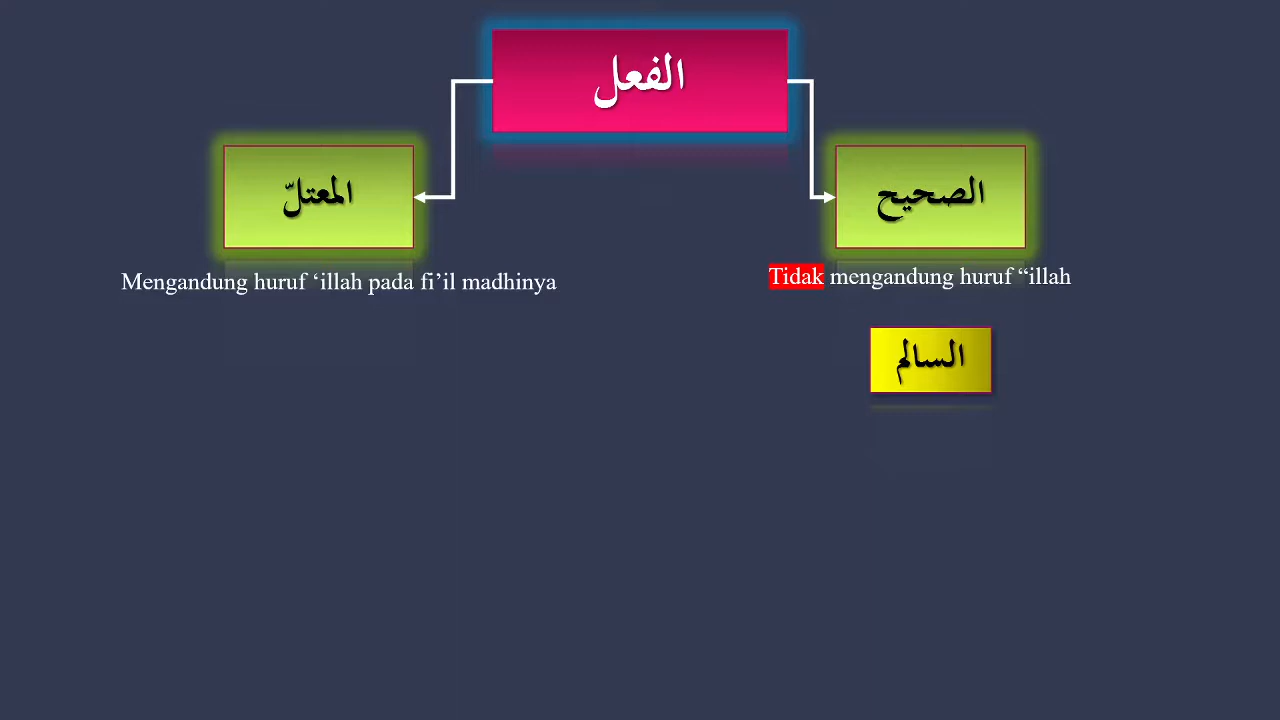 الفعل
الصحيح
المعتلّ
Tidak mengandung huruf “illah
Mengandung huruf ‘illah pada fi’il madhinya
السالم